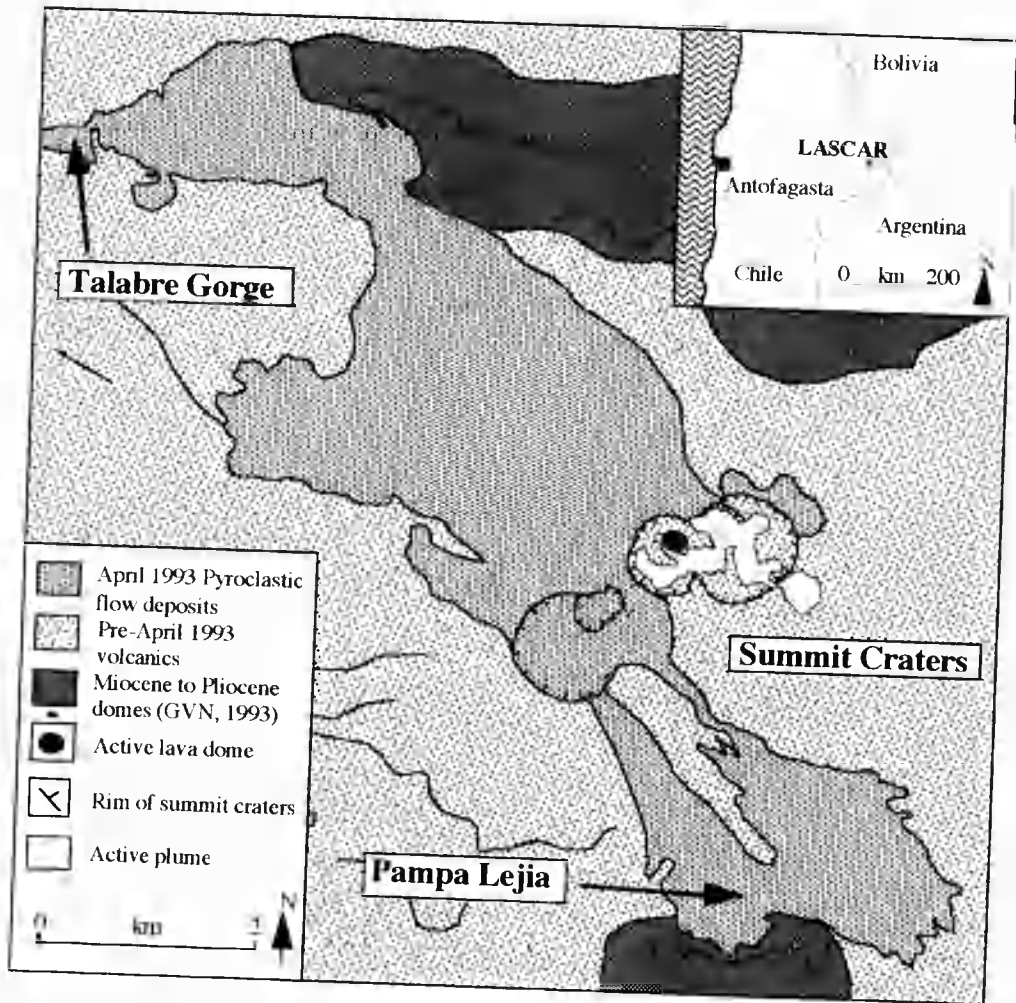 Bolivia
LASCAR
Antofagasta
Argentina
Chile 0 km 200
N
Talabre Gorge
April 1993 Pyroclastic
flow deposits
Pre-April 1993
volcanics
Miocene to Pliocene
domes (GVN, 1993)
Active lava dome
Rim of summit craters
Active plume
0 km
N
Summit Craters
Pampa Lejia